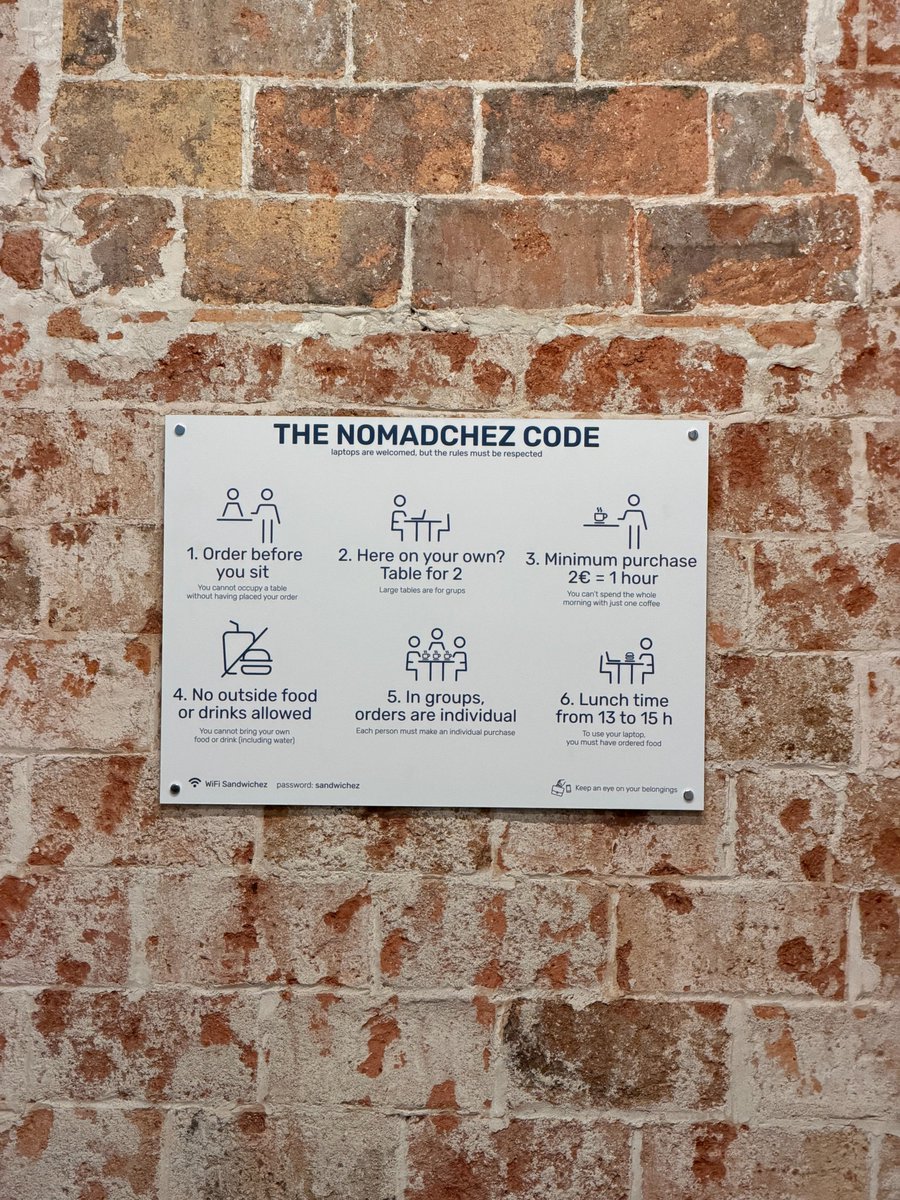 THE NOMADCHEZ CODE
laptops are welcomed, but the rules must be respected
1. Order before
you sit
You cannot occupy a table
without having placed your order
2. Here on your own?
Table for 2
Large tables are for grups
3. Minimum purchase
2€ = 1 hour
You can't spend the whole
morning with just one coffee
4. No outside food
or drinks allowed
You cannot bring your own
food or drink (including water)
5. In groups,
orders are individual
Each person must make an individual purchase
6. Lunch time
from 13 to 15 h
To use your laptop,
you must have ordered food
WiFi Sandwichez password: sandwichez
Keep an eye on your belongings